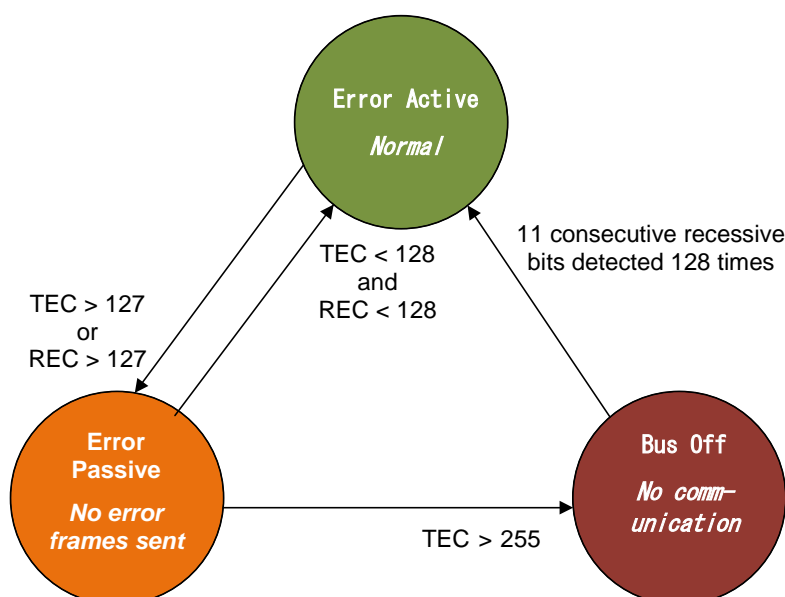 Error Active
Normal
11 consecutive recessive
bits detected 128 times
TEC < 128
and
REC < 128
TEC > 127
or
REC > 127
Error
Passive
No error
frames sent
Bus Off
No comm-
unication
TEC > 255